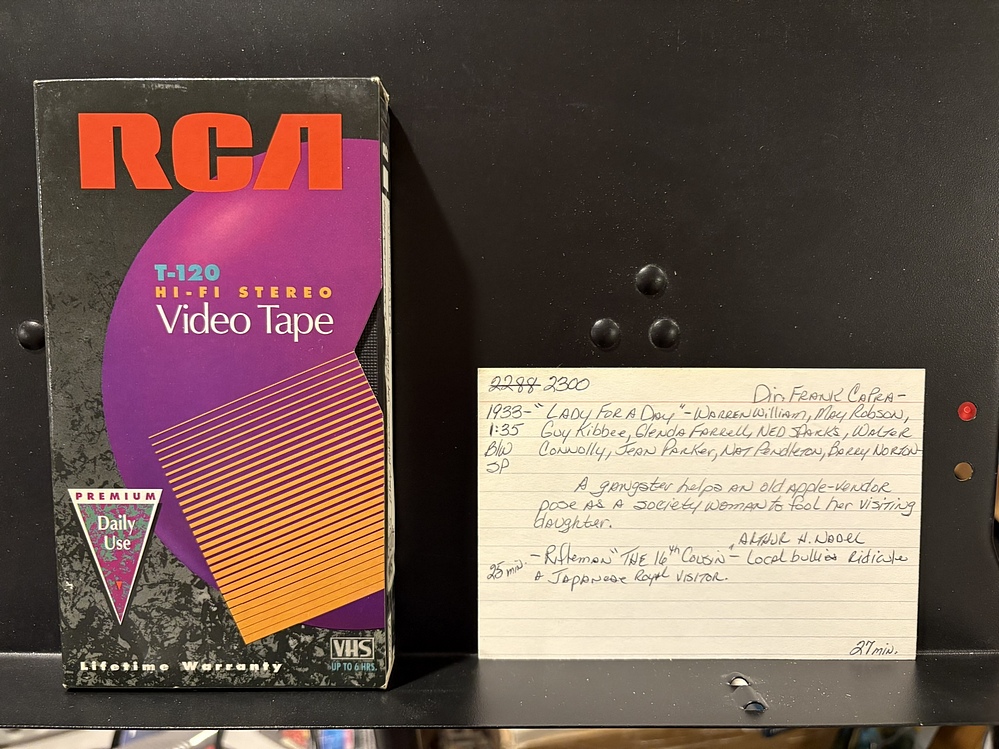 RCA
T-120
HI-FI STEREO
Video Tape
PREMIUM
Daily
Use
VHS
UP TO 6 HRS.
Lifetime Warranty
2288 2300
Dir. FRANK CAPRA-
1933-"LADY FOR A DAY"-WARREN WILLIAM, MAY ROBSON,
1:35 GUY KIBBEE, GLENDA FARRELL, NED SPARKS, WALTER
B/W CONNOLLY, JEAN PARKER, NAT PENDLETON, BARRY NORTON
SP
A gangster helps an old apple-vendor
pose as a society woman to fool her visiting
daughter.
ARTHUR H. NADEL
25 min. -Rifleman "THE 16th COUSIN"- Local bullies ridicule
a Japanese Royal visitor.
27 min.